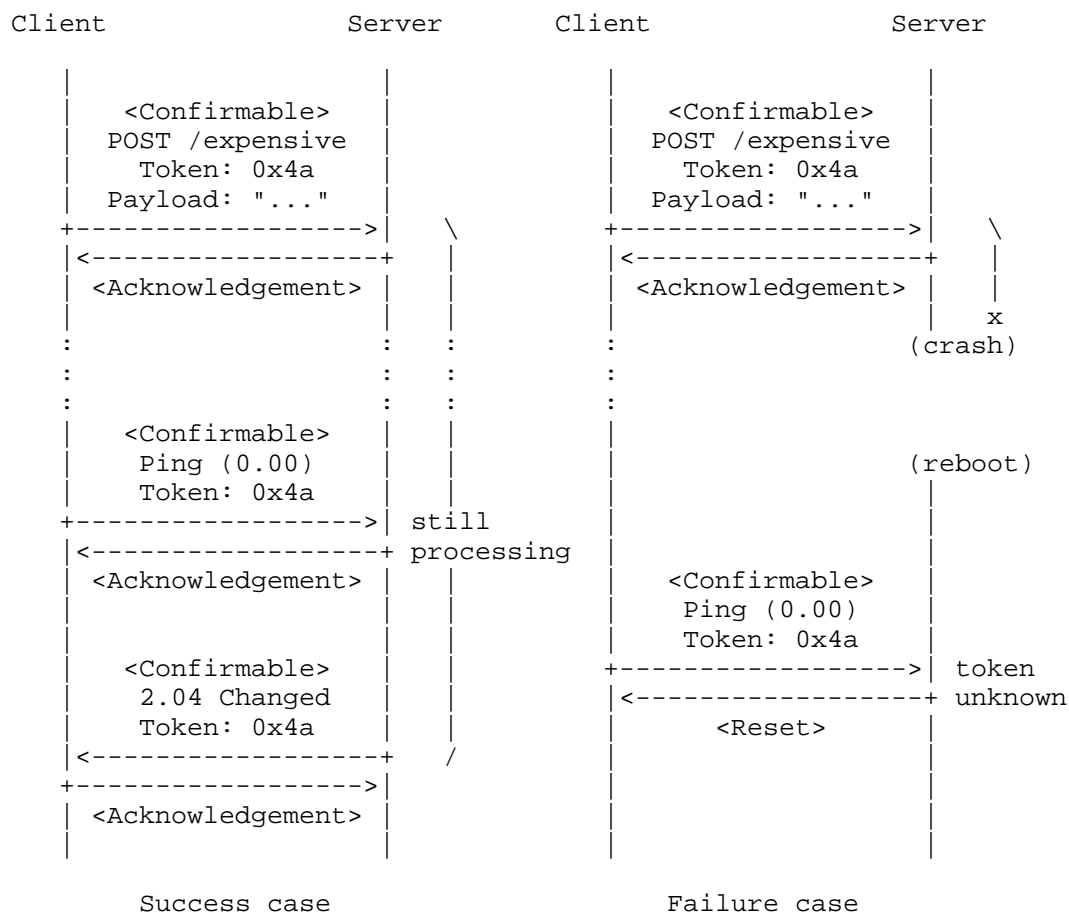 Client Server Client Server
<Confirmable> <Confirmable>
POST /expensive POST /expensive
Token: 0x4a Token: 0x4a
Payload: "..." Payload: "..."
<Acknowledgement> <Acknowledgement>
x
(crash)
<Confirmable>
Ping (0.00) (reboot)
Token: 0x4a
still
processing
<Acknowledgement> <Confirmable>
Ping (0.00)
Token: 0x4a
<Confirmable> token
2.04 Changed unknown
Token: 0x4a <Reset>
<Acknowledgement>
Success case Failure case